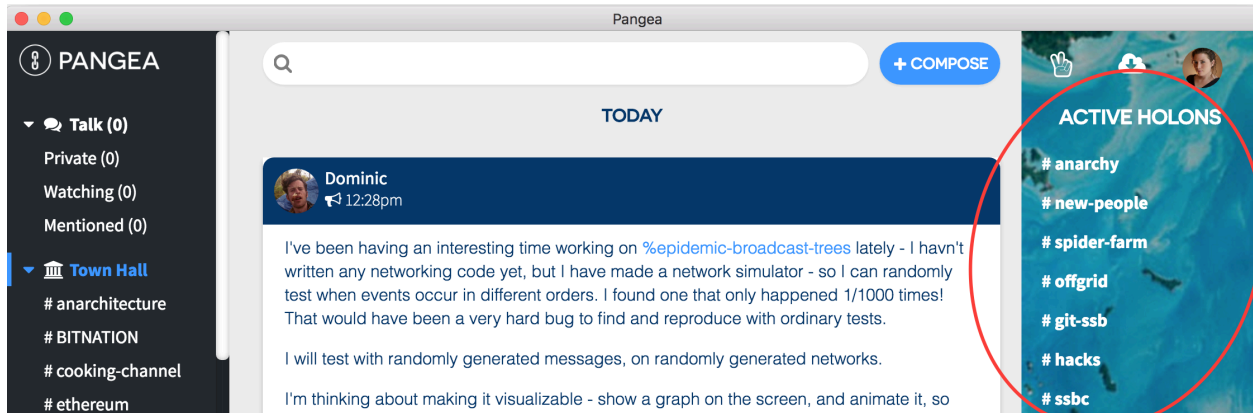 Pangea
PANGEA
Talk (0)
Private (0)
Watching (0)
Mentioned (0)
Town Hall
# anarchitecture
# BITNATION
# cooking-channel
# ethereum
+ COMPOSE
TODAY
Dominic
12:28pm
I've been having an interesting time working on %epidemic-broadcast-trees lately - I havn't
written any networking code yet, but I have made a network simulator - so I can randomly
test when events occur in different orders. I found one that only happened 1/1000 times!
That would have been a very hard bug to find and reproduce with ordinary tests.
I will test with randomly generated messages, on randomly generated networks.
I'm thinking about making it visualizable - show a graph on the screen, and animate it, so
ACTIVE HOLONS
# anarchy
# new-people
# spider-farm
# offgrid
# git-ssb
# hacks
# ssbc